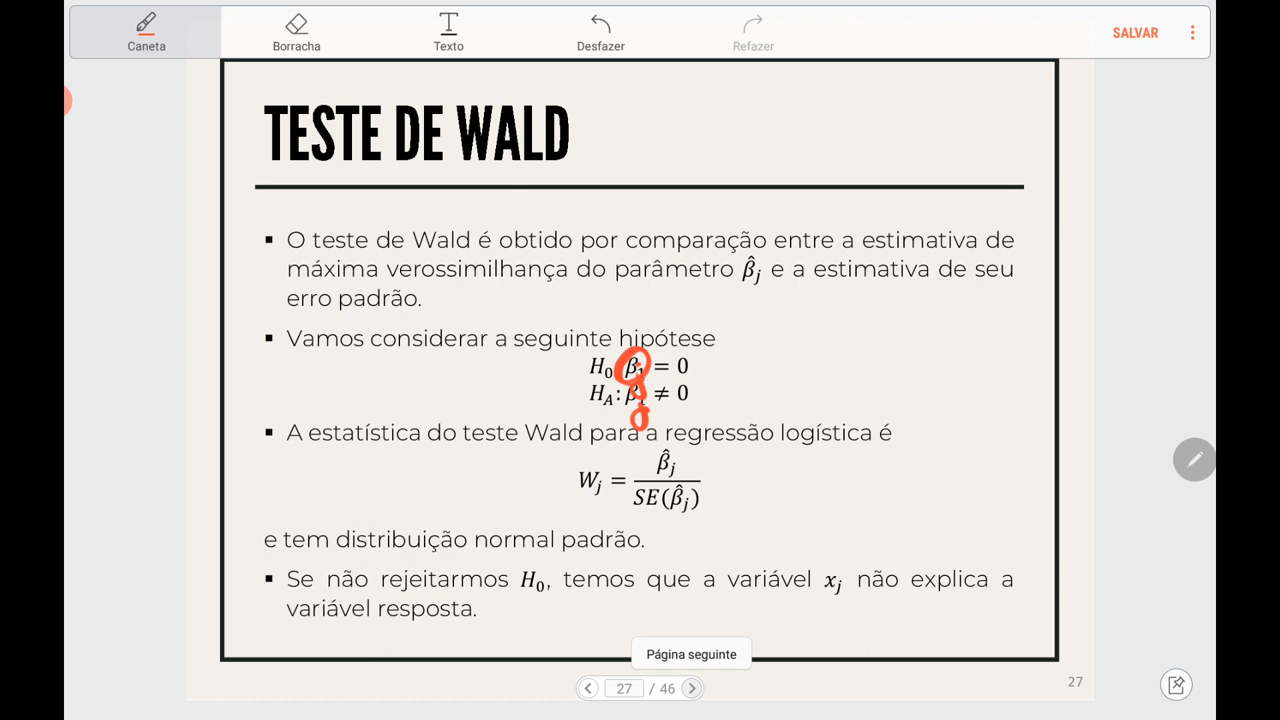 Caneta
Borracha
Texto
Desfazer
Refazer
SALVAR
TESTE DE WALD
▪ O teste de Wald é obtido por comparação entre a estimativa de
máxima verossimilhança do parâmetro β̂ⱼ e a estimativa de seu
erro padrão.
▪ Vamos considerar a seguinte hipótese
H₀: β₁ = 0
H_A: β₁ ≠ 0
▪ A estatística do teste Wald para a regressão logística é
Wⱼ = β̂ⱼ / SE(β̂ⱼ)
e tem distribuição normal padrão.
▪ Se não rejeitarmos H₀, temos que a variável xⱼ não explica a
variável resposta.
Página seguinte
27 / 46
27